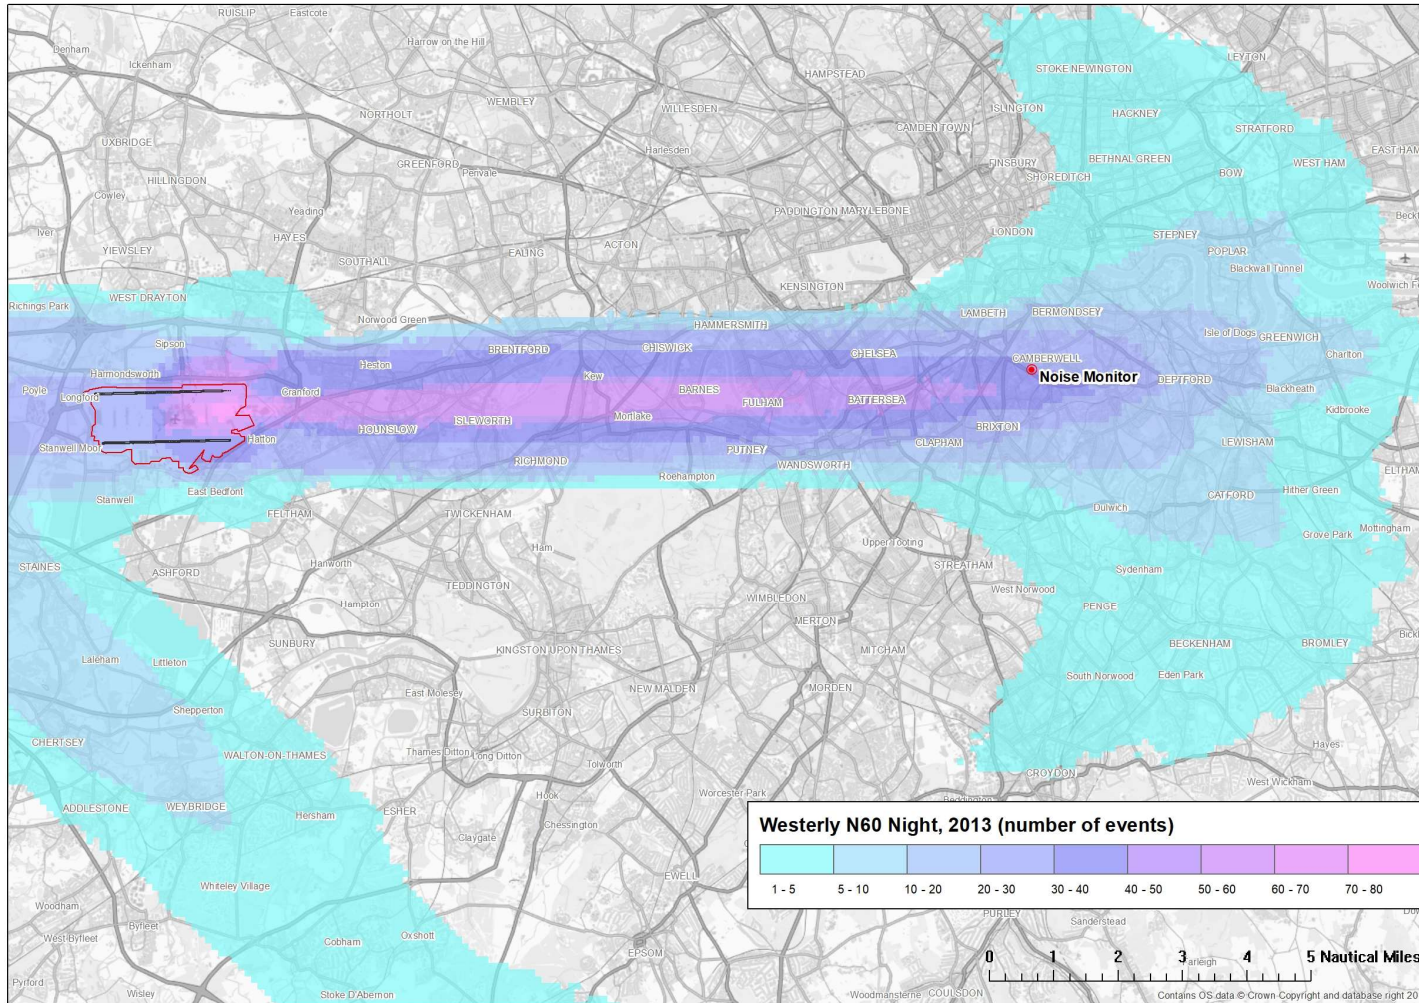 RUISLIP
Eastcote
Denham
Harrow on the Hill
LEYTON
Ickenham
HAMPSTEAD
STOKE NEWINGTON
WEMBLEY
WILLESDEN
ISLINGTON
HACKNEY
NORTHOLT
CAMDEN TOWN
STRATFORD
UXBRIDGE
Harlesden
EAST HAM
GREENFORD
Perivale
FINSBURY
BETHNAL GREEN
WEST HAM
HILLINGDON
SHOREDITCH
BOW
Cowley
Yeading
PADDINGTON
MARYLEBONE
Iver
HAYES
LONDON
STEPNEY
YIEWSLEY
EALING
ACTON
POPLAR
SOUTHALL
Blackwall Tunnel
KENSINGTON
WEST DRAYTON
Richings Park
LAMBETH
BERMONDSEY
Norwood Green
HAMMERSMITH
Isle of Dogs
GREENWICH
Sipson
BRENTFORD
CHISWICK
CHELSEA
CAMBERWELL
Charlton
Heston
Harmondsworth
Kew
Noise Monitor
DEPTFORD
Poyle
Longford
Cranford
BARNES
Blackheath
FULHAM
BATTERSEA
Kidbrooke
ISLEWORTH
Mortlake
HOUNSLOW
BRIXTON
Hatton
CLAPHAM
LEWISHAM
Stanwell Moor
PUTNEY
RICHMOND
WANDSWORTH
Roehampton
East Bedfont
Hither Green
Stanwell
CATFORD
Dulwich
FELTHAM
TWICKENHAM
Mottingham
Grove Park
Upper Tooting
Ham
STREATHAM
STAINES
ASHFORD
Hanworth
Sydenham
TEDDINGTON
West Norwood
WIMBLEDON
Hampton
PENGE
MERTON
SUNBURY
BECKENHAM
BROMLEY
KINGSTON UPON THAMES
MITCHAM
Laleham
Littleton
South Norwood
Eden Park
NEW MALDEN
MORDEN
East Molesey
Shepperton
SURBITON
CHERTSEY
Hayes
WALTON-ON-THAMES
Thames Ditton
Long Ditton
Tolworth
CROYDON
West Wickham
Worcester Park
Hook
Beddington
ADDLESTONE
WEYBRIDGE
ESHER
Hersham
Chessington
Claygate
Westerly N60 Night, 2013 (number of events)
1 - 5
5 - 10
10 - 20
20 - 30
30 - 40
40 - 50
50 - 60
60 - 70
70 - 80
EWELL
Whiteley Village
Woodham
PURLEY
Sanderstead
Byfleet
Oxshott
West Byfleet
Cobham
EPSOM
0 1 2 3 4 5 Nautical Miles
Pyrford
Wisley
Stoke D'Abernon
Woodmansterne
COULSDON
Contains OS data © Crown Copyright and database right 20